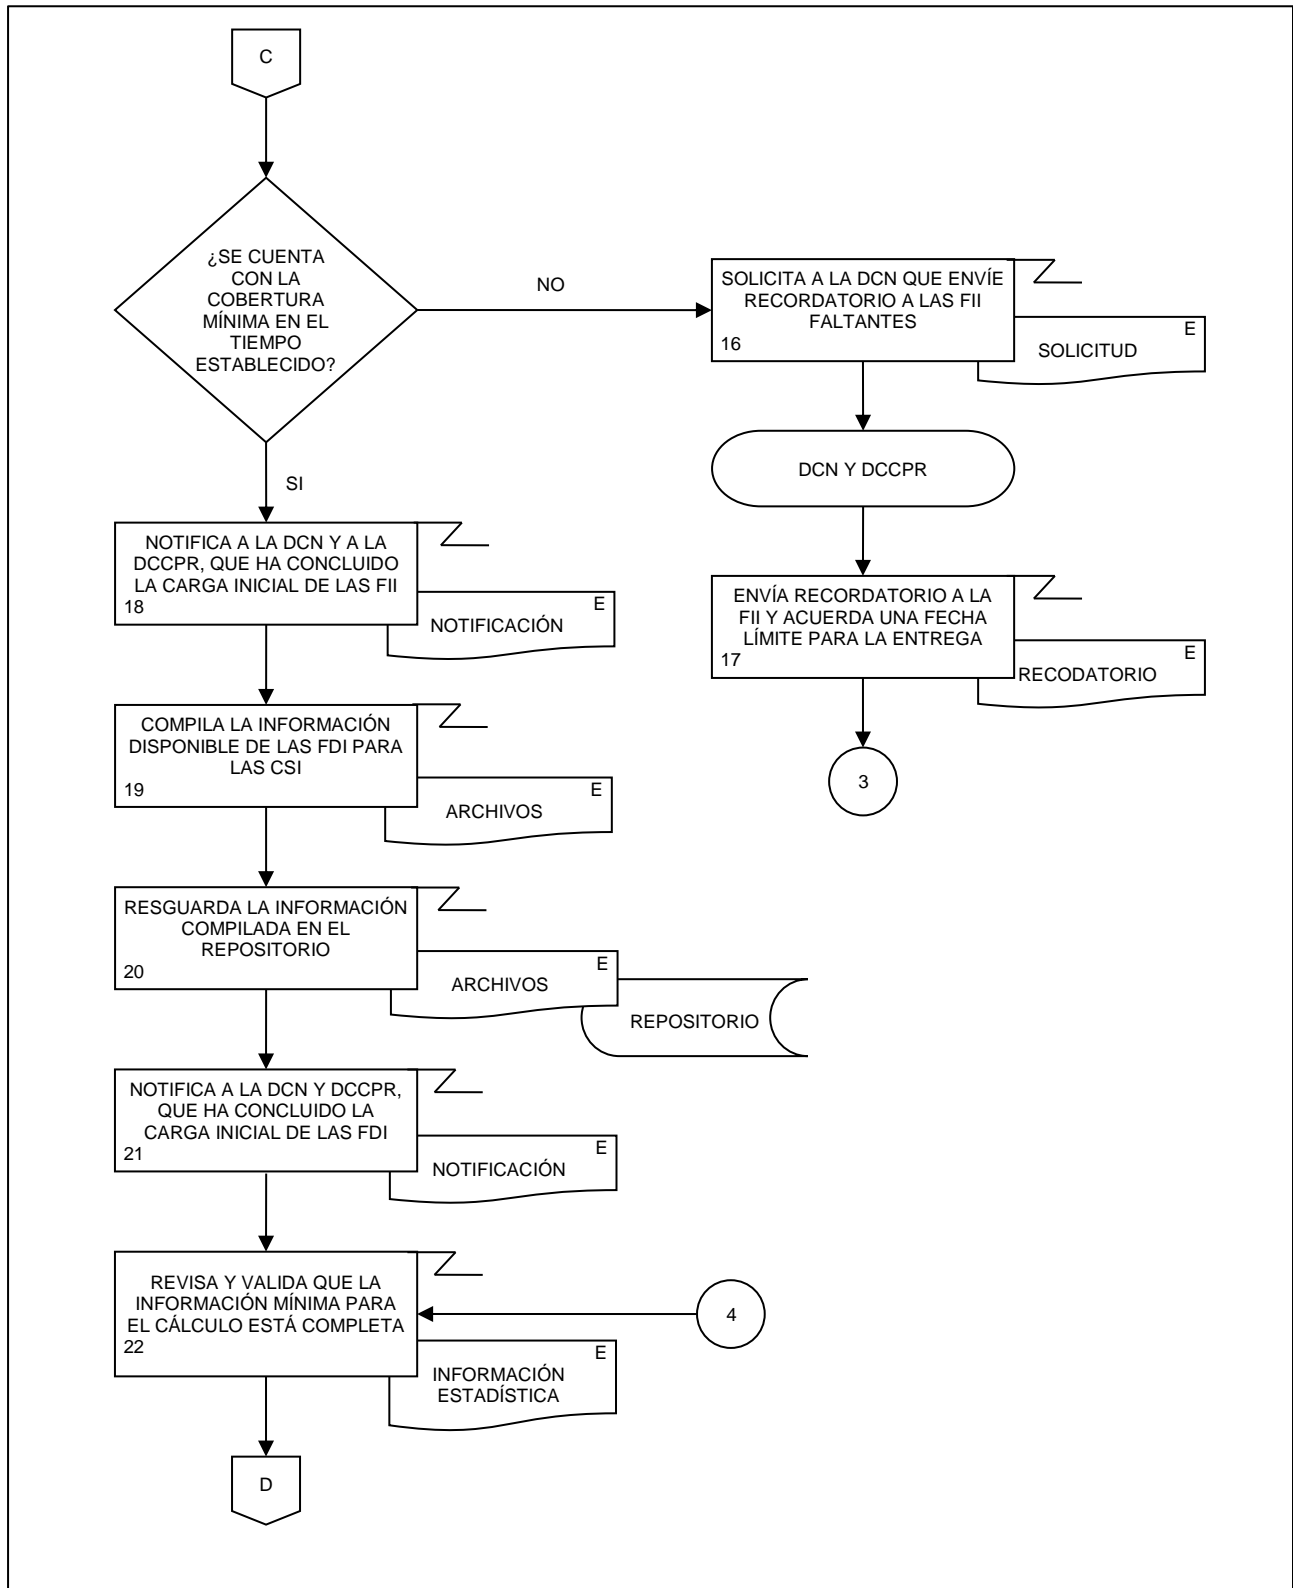 C
¿SE CUENTA
CON LA
COBERTURA
MÍNIMA EN EL
TIEMPO
ESTABLECIDO?
NO
SOLICITA A LA DCN QUE ENVÍE
RECORDATORIO A LAS FII
FALTANTES
16
E
SOLICITUD
DCN Y DCCPR
SI
NOTIFICA A LA DCN Y A LA
DCCPR, QUE HA CONCLUIDO
LA CARGA INICIAL DE LAS FII
18
E
NOTIFICACIÓN
ENVÍA RECORDATORIO A LA
FII Y ACUERDA UNA FECHA
LÍMITE PARA LA ENTREGA
17
E
RECODATORIO
3
COMPILA LA INFORMACIÓN
DISPONIBLE DE LAS FDI PARA
LAS CSI
19
E
ARCHIVOS
RESGUARDA LA INFORMACIÓN
COMPILADA EN EL
REPOSITORIO
20
E
ARCHIVOS
REPOSITORIO
NOTIFICA A LA DCN Y DCCPR,
QUE HA CONCLUIDO LA
CARGA INICIAL DE LAS FDI
21
E
NOTIFICACIÓN
REVISA Y VALIDA QUE LA
INFORMACIÓN MÍNIMA PARA
EL CÁLCULO ESTÁ COMPLETA
22
4
E
INFORMACIÓN
ESTADÍSTICA
D